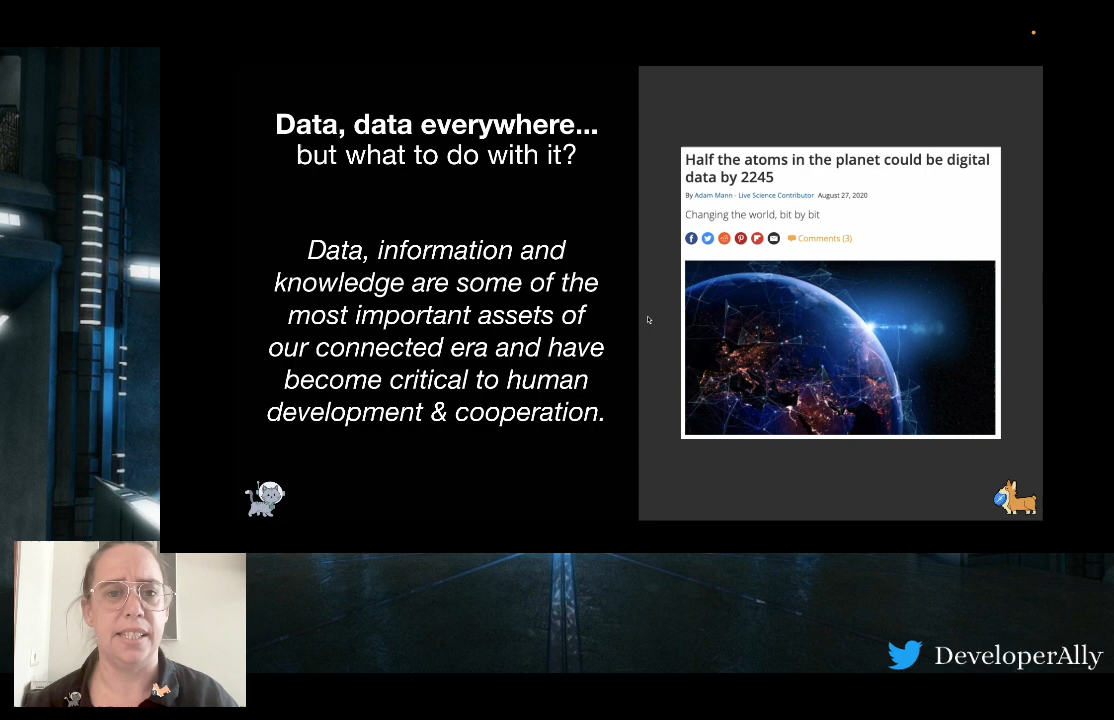 Data, data everywhere...
but what to do with it?
Data, information and
knowledge are some of the
most important assets of
our connected era and have
become critical to human
development & cooperation.
Half the atoms in the planet could be digital
data by 2245
By Adam Mann - Live Science Contributor August 27, 2020
Changing the world, bit by bit
Comments (3)
DeveloperAlly